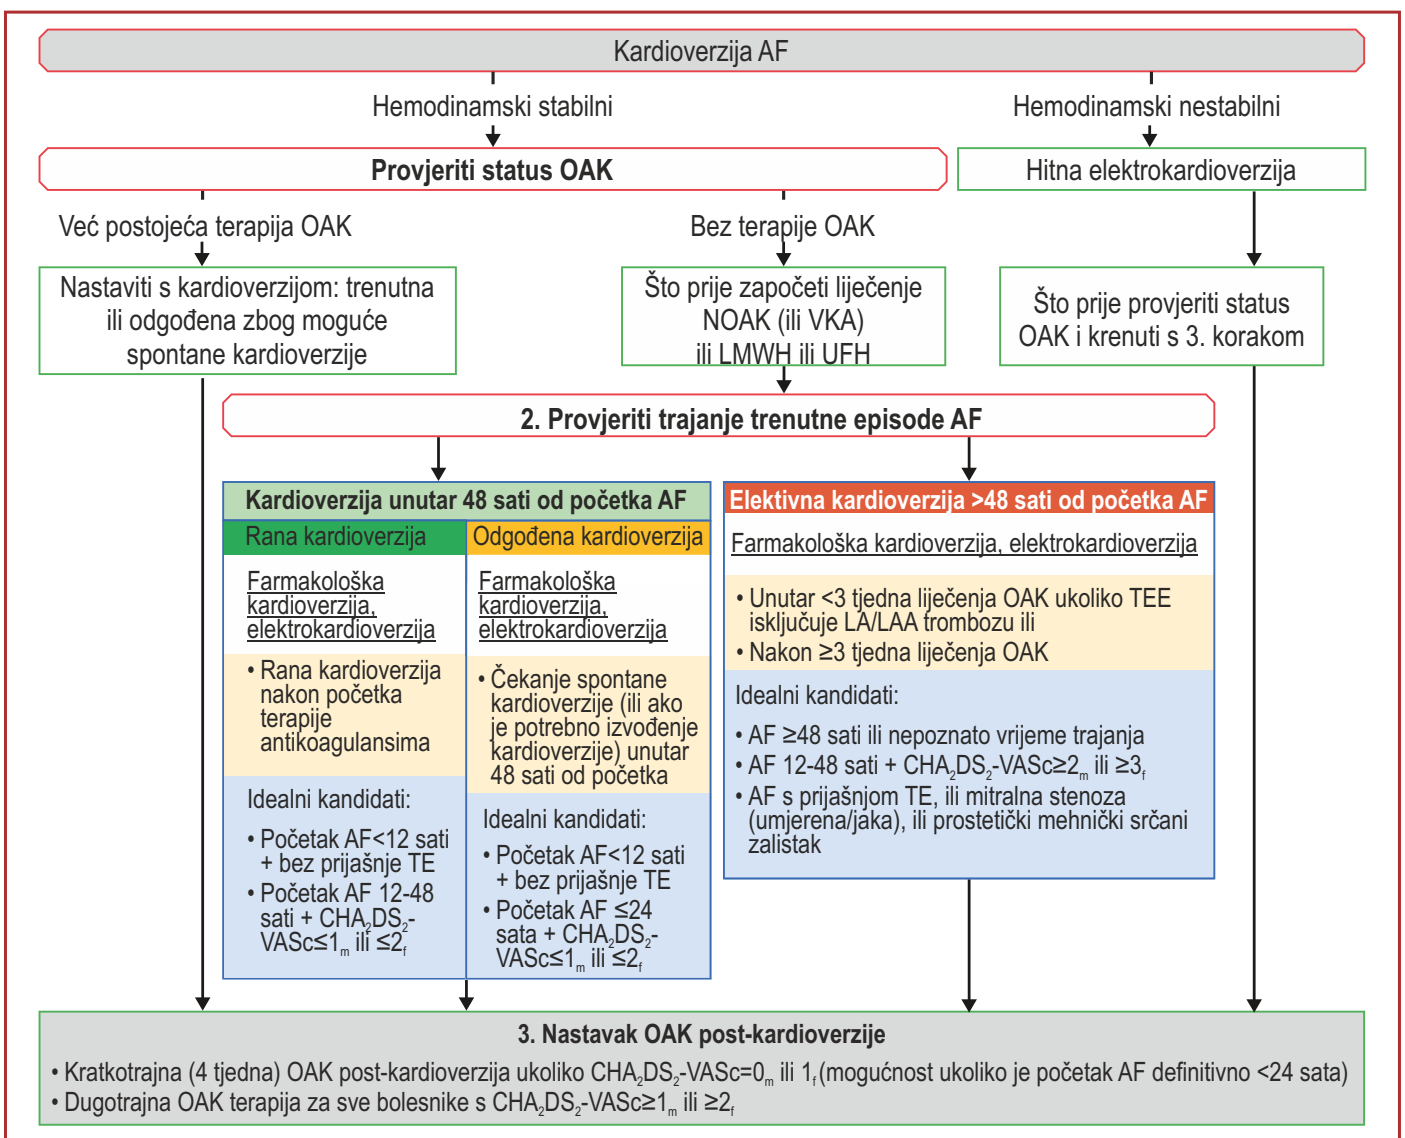 Kardioverzija AF
Hemodinamski stabilni
Hemodinamski nestabilni
Provjeriti status OAK
Hitna elektrokardioverzija
Već postojeća terapija OAK
Bez terapije OAK
Nastaviti s kardioverzijom: trenutna
ili odgođena zbog moguće
spontane kardioverzije
Što prije započeti liječenje
NOAK (ili VKA)
ili LMWH ili UFH
Što prije provjeriti status
OAK i krenuti s 3. korakom
2. Provjeriti trajanje trenutne episode AF
Kardioverzija unutar 48 sati od početka AF
Rana kardioverzija
Farmakološka
kardioverzija,
elektrokardioverzija
• Rana kardioverzija
nakon početka
terapije
antikoagulansima
Idealni kandidati:
• Početak AF<12 sati
+ bez prijašnje TE
• Početak AF 12-48
sati + CHA₂DS₂-
VASc≤1m ili ≤2f
Odgođena kardioverzija
Farmakološka
kardioverzija,
elektrokardioverzija
• Čekanje spontane
kardioverzije (ili ako
je potrebno izvođenje
kardioverzije) unutar
48 sati od početka
Idealni kandidati:
• Početak AF<12 sati
+ bez prijašnje TE
• Početak AF ≤24
sata + CHA₂DS₂-
VASc≤1m ili ≤2f
Elektivna kardioverzija >48 sati od početka AF
Farmakološka kardioverzija, elektrokardioverzija
• Unutar <3 tjedna liječenja OAK ukoliko TEE
isključuje LA/LAA trombozu ili
• Nakon ≥3 tjedna liječenja OAK
Idealni kandidati:
• AF ≥48 sati ili nepoznato vrijeme trajanja
• AF 12-48 sati + CHA₂DS₂-VASc≥2m ili ≥3f
• AF s prijašnjom TE, ili mitralna stenoza
(umjerena/jaka), ili prostetički mehnički srčani
zalistak
3. Nastavak OAK post-kardioverzije
• Kratkotrajna (4 tjedna) OAK post-kardioverzija ukoliko CHA₂DS₂-VASc=0m ili 1f (mogućnost ukoliko je početak AF definitivno <24 sata)
• Dugotrajna OAK terapija za sve bolesnike s CHA₂DS₂-VASc≥1m ili ≥2f